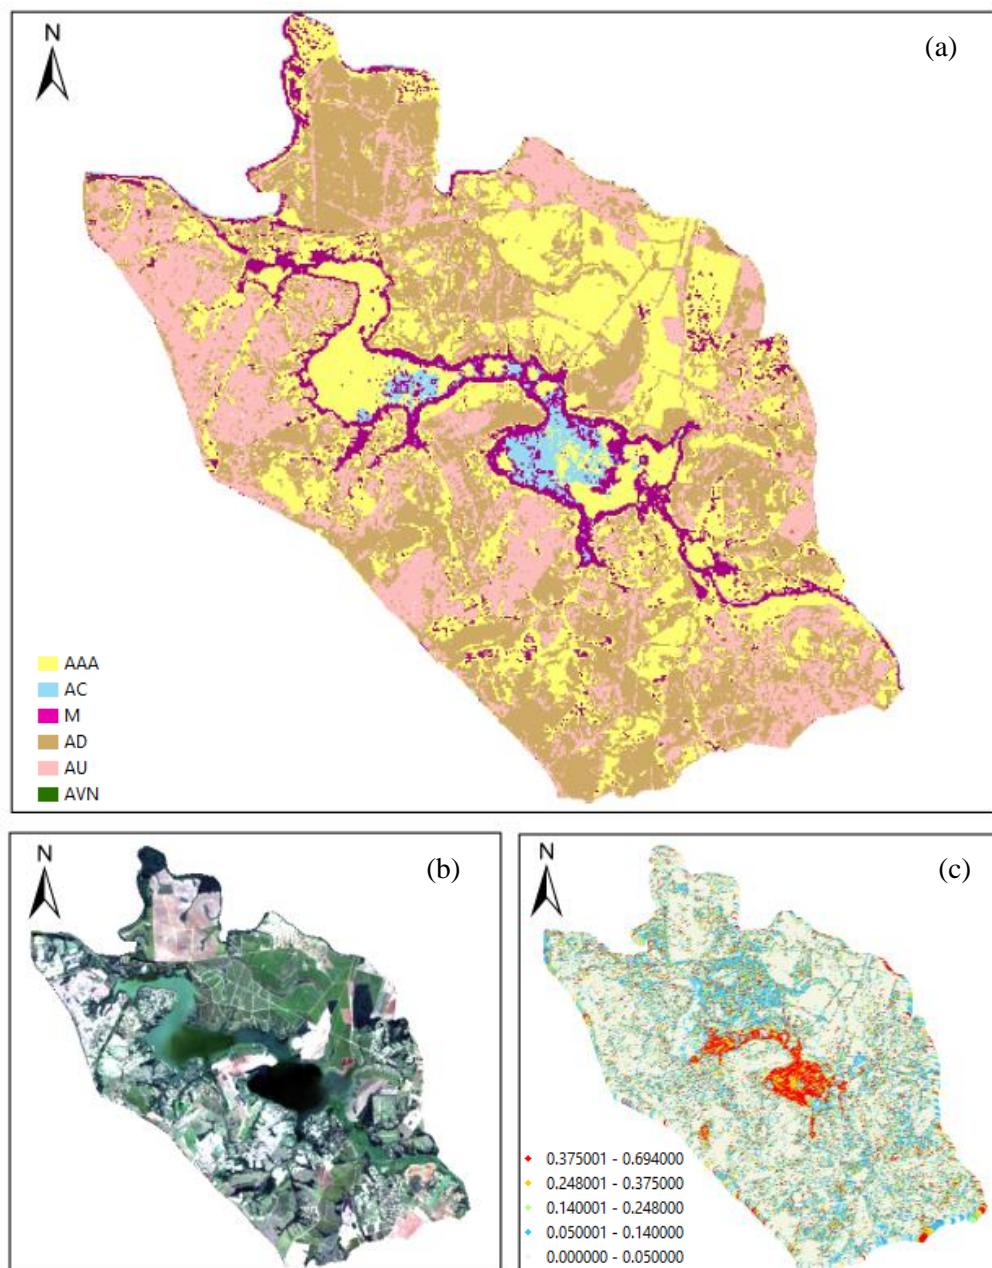 N
(a)
AAA
AC
M
AD
AU
AVN
N
(b)
N
(c)
0.375001 - 0.694000
0.248001 - 0.375000
0.140001 - 0.248000
0.050001 - 0.140000
0.000000 - 0.050000